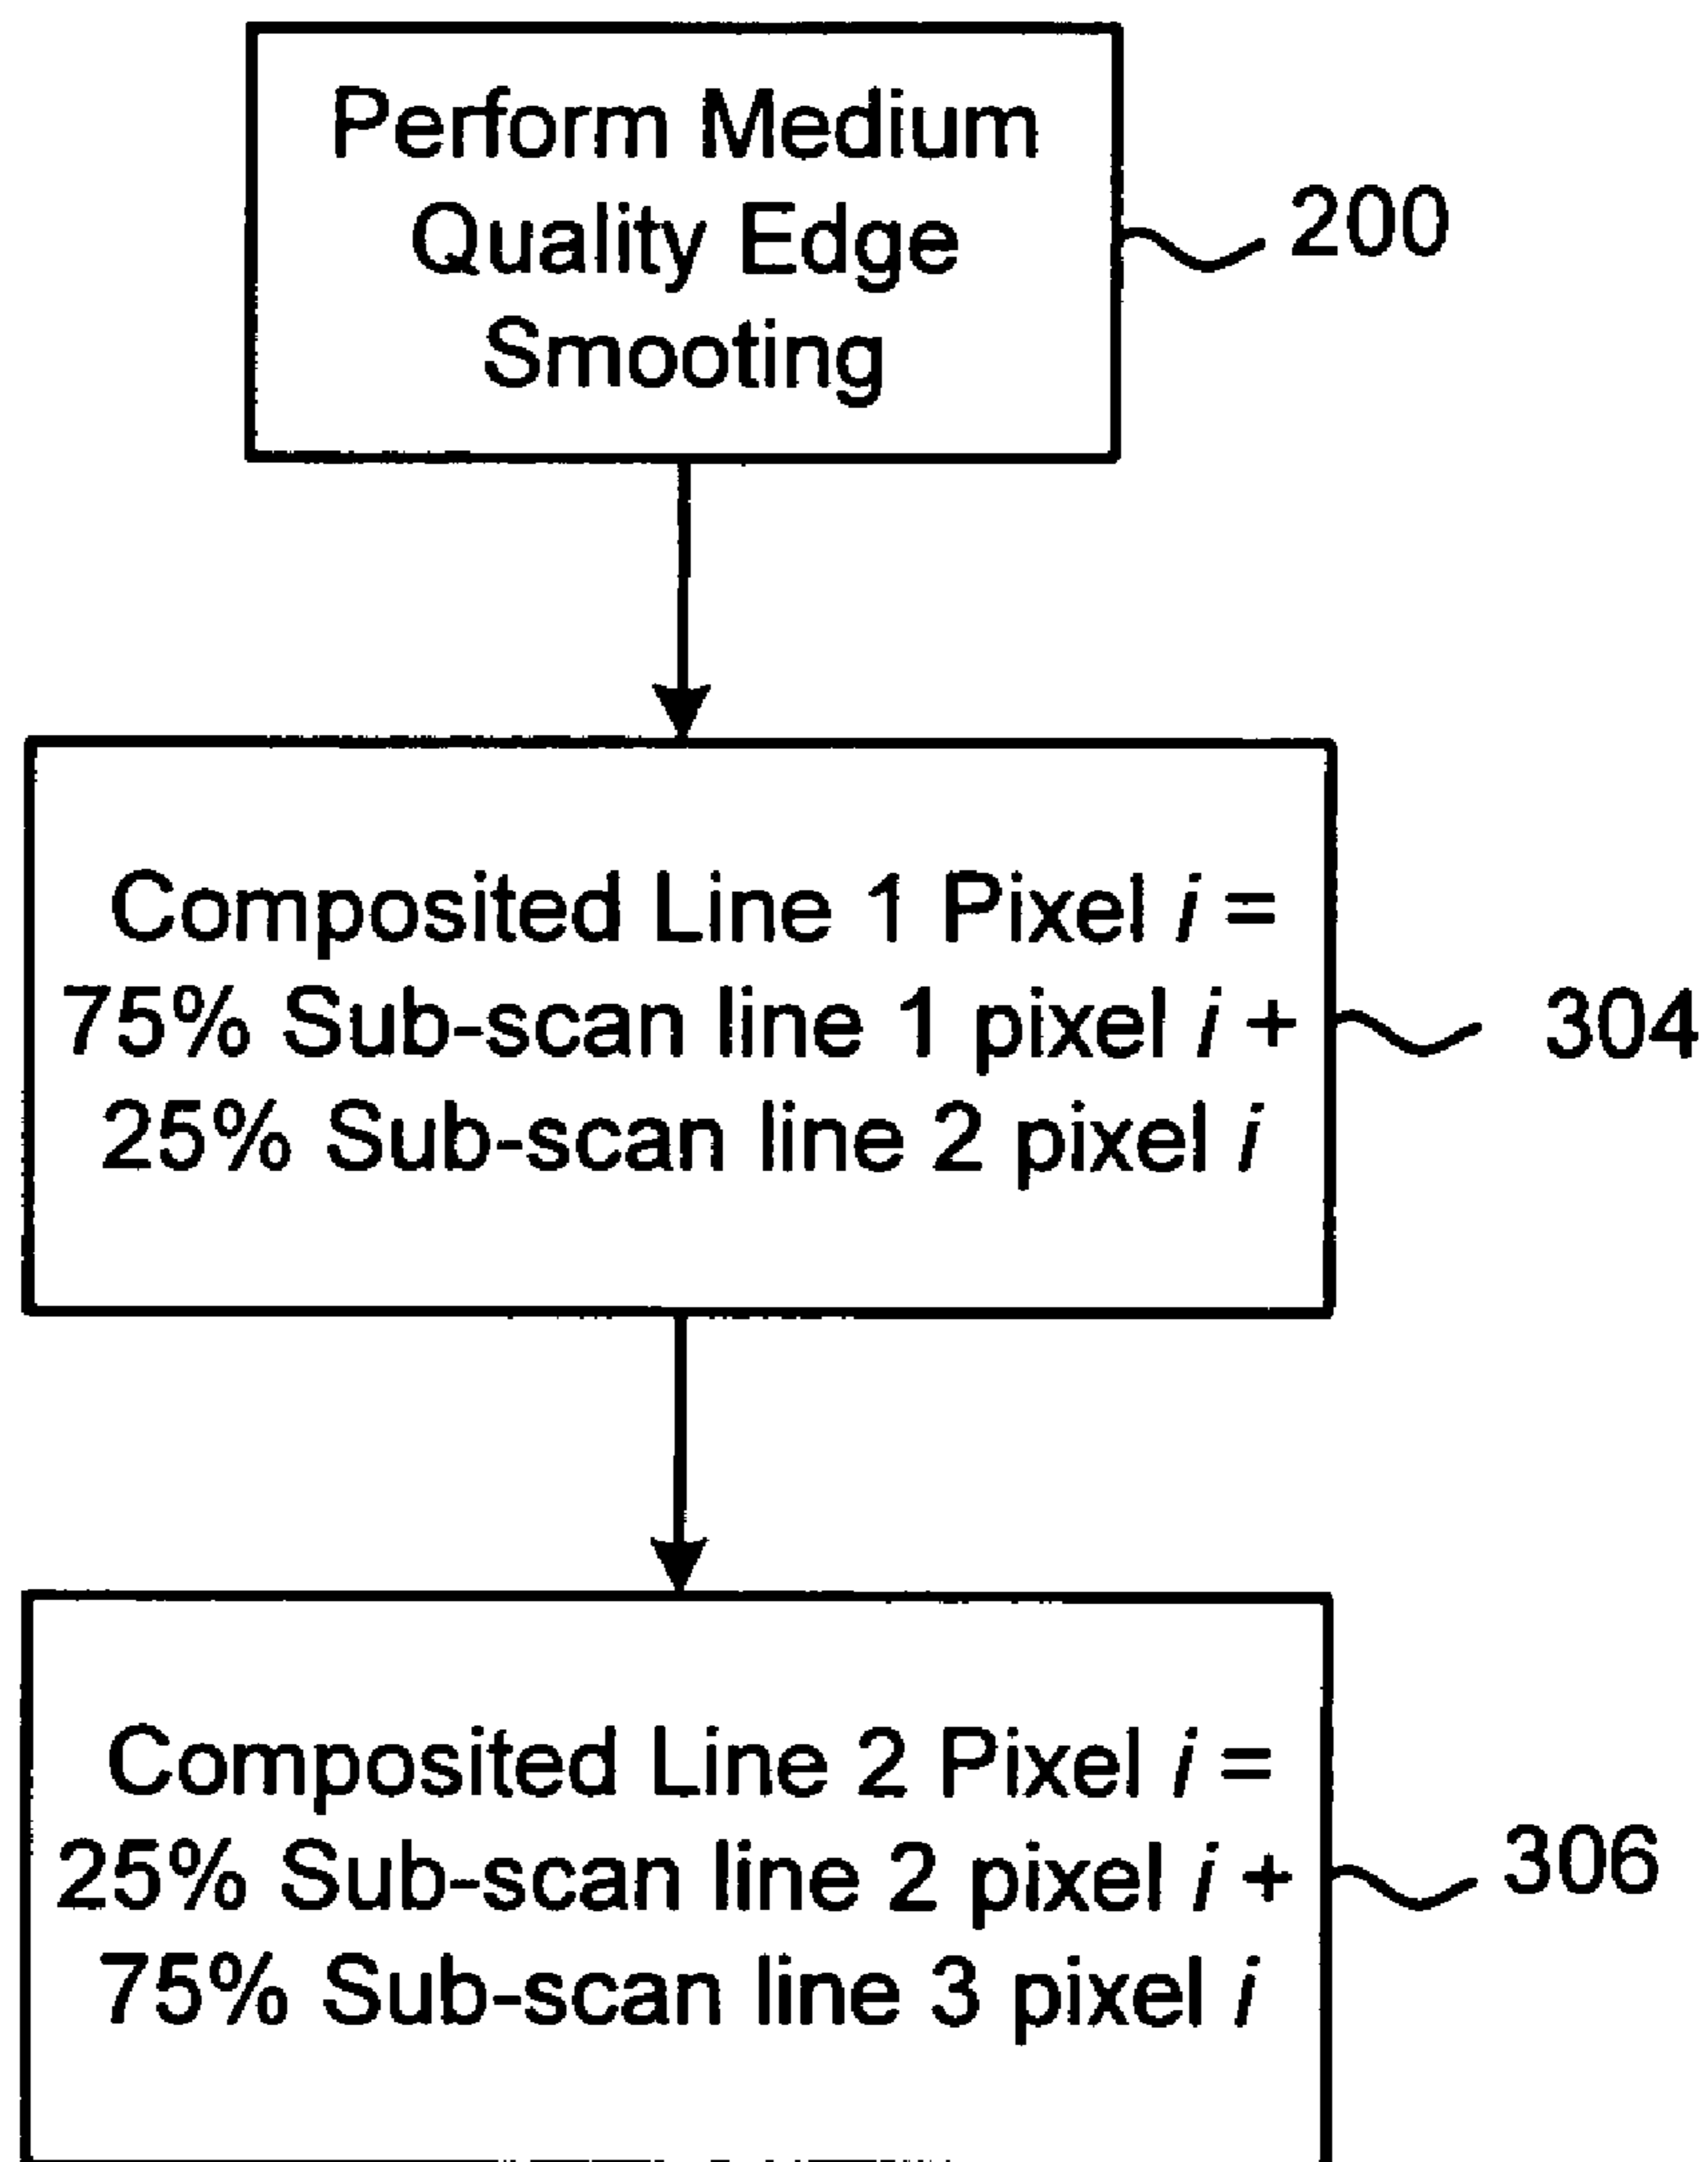 Perform Medium
Quality Edge
Smooting
200
Composited Line 1 Pixel i =
75% Sub-scan line 1 pixel i +
25% Sub-scan line 2 pixel i
304
Composited Line 2 Pixel i =
25% Sub-scan line 2 pixel i +
75% Sub-scan line 3 pixel i
306